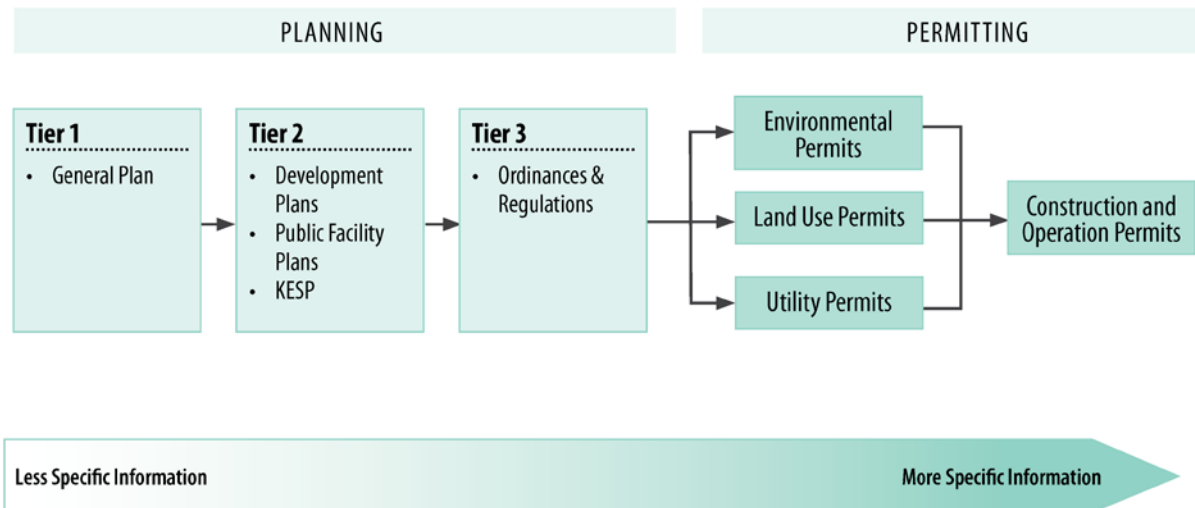 PLANNING
PERMITTING
Tier 1
• General Plan
Tier 2
• Development
Plans
• Public Facility
Plans
• KESP
Tier 3
• Ordinances &
Regulations
Environmental
Permits
Land Use Permits
Utility Permits
Construction and
Operation Permits
Less Specific Information
More Specific Information